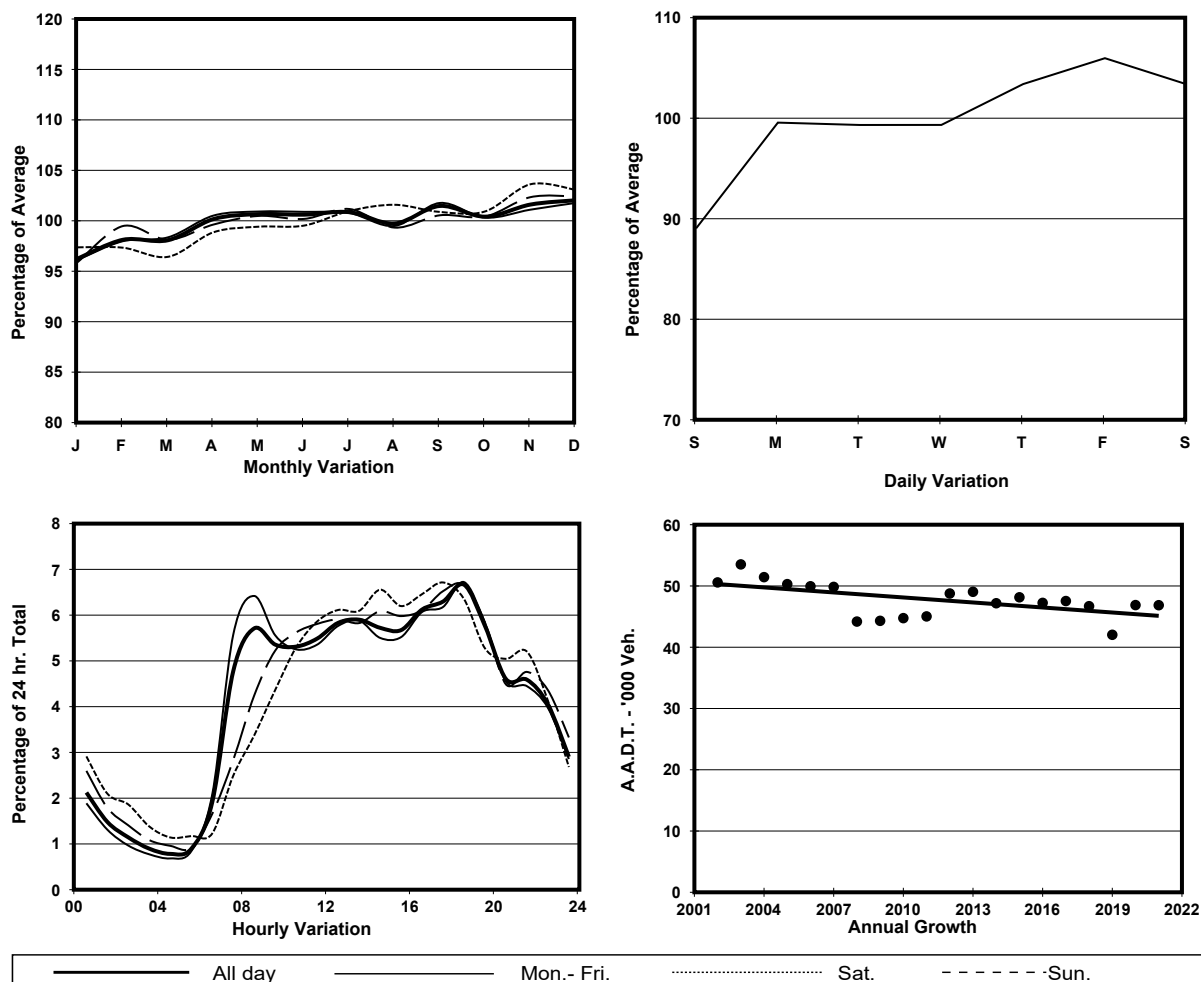 120
115
110
105
100
95
90
85
80
Percentage of Average
J F M A M J J A S O N D
Monthly Variation
110
100
90
80
70
Percentage of Average
S M T W T F S
Daily Variation
8
7
6
5
4
3
2
1
0
Percentage of 24 hr. Total
00 04 08 12 16 20 24
Hourly Variation
60
50
40
30
20
10
0
A.A.D.T. - '000 Veh.
2001 2004 2007 2010 2013 2016 2019 2022
Annual Growth
All day Mon.- Fri. Sat. Sun.